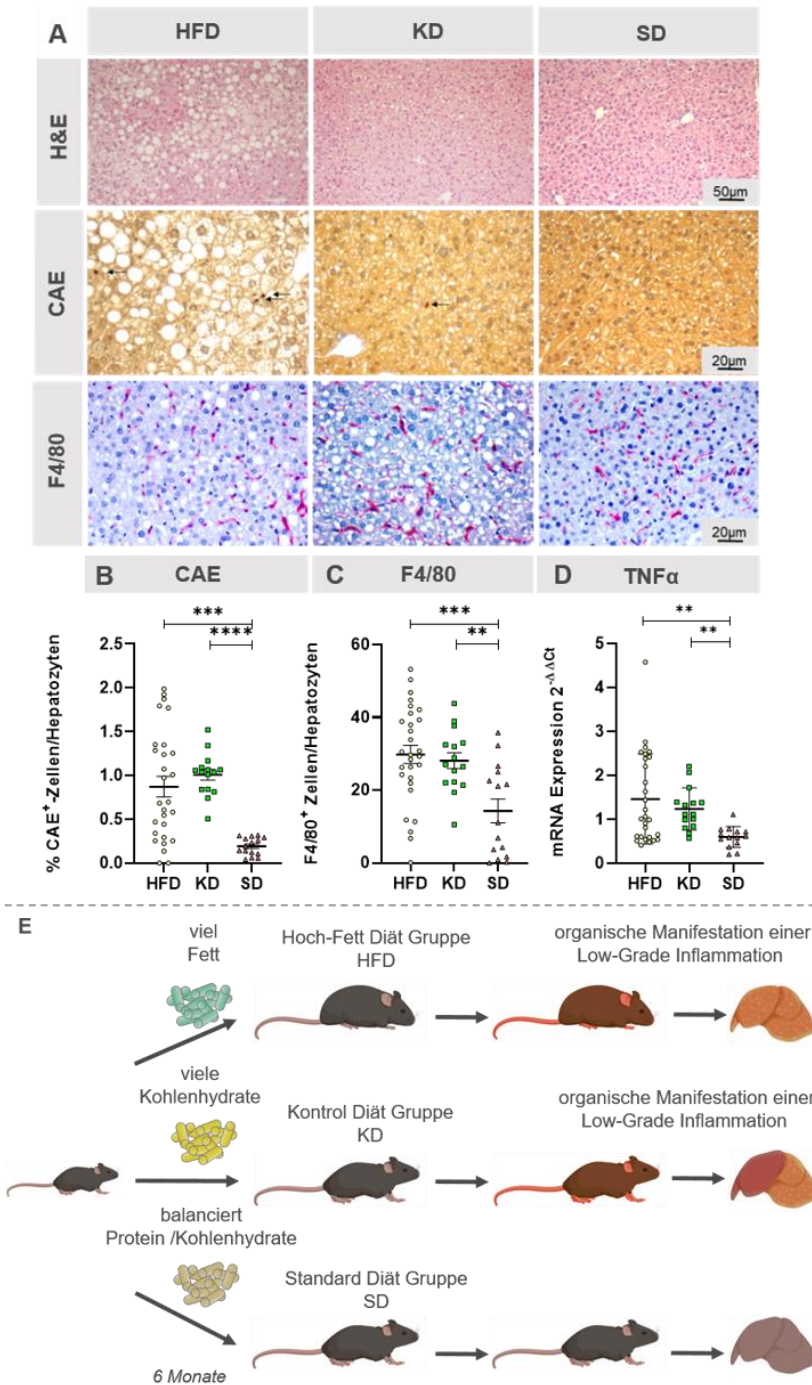 A
HFD
KD
SD
H&E
50µm
CAE
20µm
F4/80
20µm
B
CAE
C
F4/80
D
TNFα
***
****
% CAE⁺-Zellen/Hepatozyten
2.5
2.0
1.5
1.0
0.5
0.0
HFD KD SD
***
**
F4/80⁺ Zellen/Hepatozyten
60
40
20
0
HFD KD SD
**
**
mRNA Expression 2^-ΔΔCt
5
4
3
2
1
0
HFD KD SD
E
viel
Fett
Hoch-Fett Diät Gruppe
HFD
organische Manifestation einer
Low-Grade Inflammation
viele
Kohlenhydrate
Kontrol Diät Gruppe
KD
organische Manifestation einer
Low-Grade Inflammation
balanciert
Protein /Kohlenhydrate
Standard Diät Gruppe
SD
6 Monate